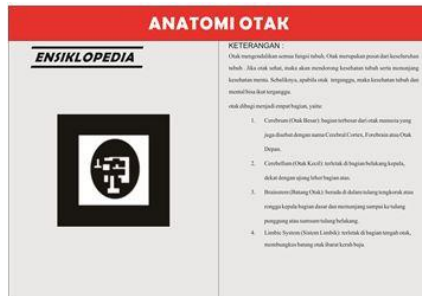 ANATOMI OTAK
ENSIKLOPEDIA
KETERANGAN :
Otak mengendalikan semua fungsi tubuh. Otak merupakan pusat dari keseluruhan
tubuh. Jika otak sehat, maka akan mendorong kesehatan tubuh serta menunjang
kesehatan mental. Sebaliknya, apabila otak terganggu, maka kesehatan tubuh dan
mental bisa ikut terganggu.
otak dibagi menjadi empat bagian, yaitu:
1. Cerebrum (Otak Besar): bagian terbesar dari otak manusia yang
juga disebut dengan nama Cerebral Cortex, Forebrain atau Otak
Depan.
2. Cerebellum (Otak Kecil): terletak di bagian belakang kepala,
dekat dengan ujung leher bagian atas.
3. Brainstem (Batang Otak): berada di dalam tulang tengkorak atau
rongga kepala bagian dasar dan memanjang sampai ke tulang
punggung atau sumsum tulang belakang.
4. Limbic System (Sistem Limbik): terletak di bagian tengah otak,
membungkus batang otak ibarat kerah baju.